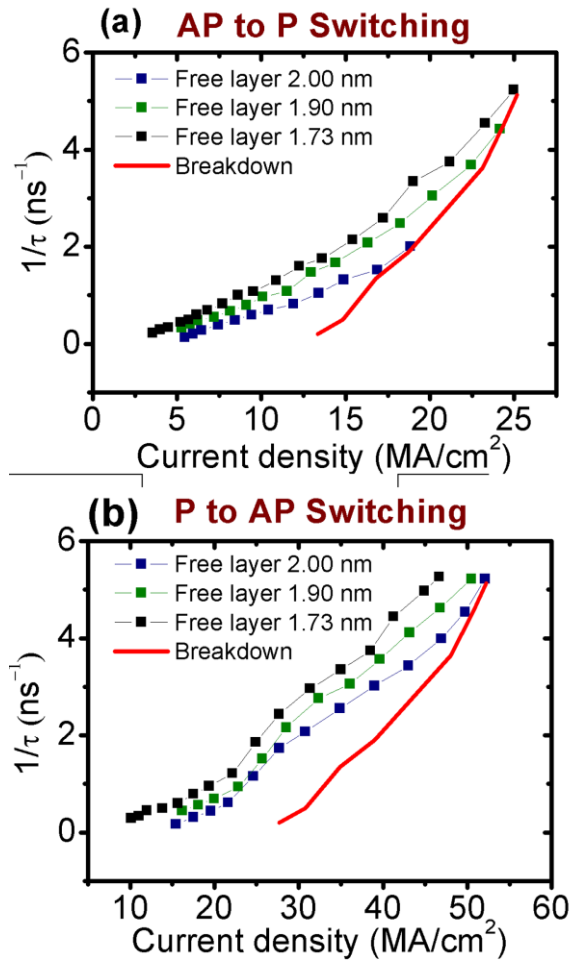 (a) AP to P Switching
Free layer 2.00 nm
Free layer 1.90 nm
Free layer 1.73 nm
Breakdown
1/τ (ns⁻¹)
6
4
2
0
0 5 10 15 20 25
Current density (MA/cm²)
(b) P to AP Switching
Free layer 2.00 nm
Free layer 1.90 nm
Free layer 1.73 nm
Breakdown
1/τ (ns⁻¹)
6
4
2
0
10 20 30 40 50 60
Current density (MA/cm²)